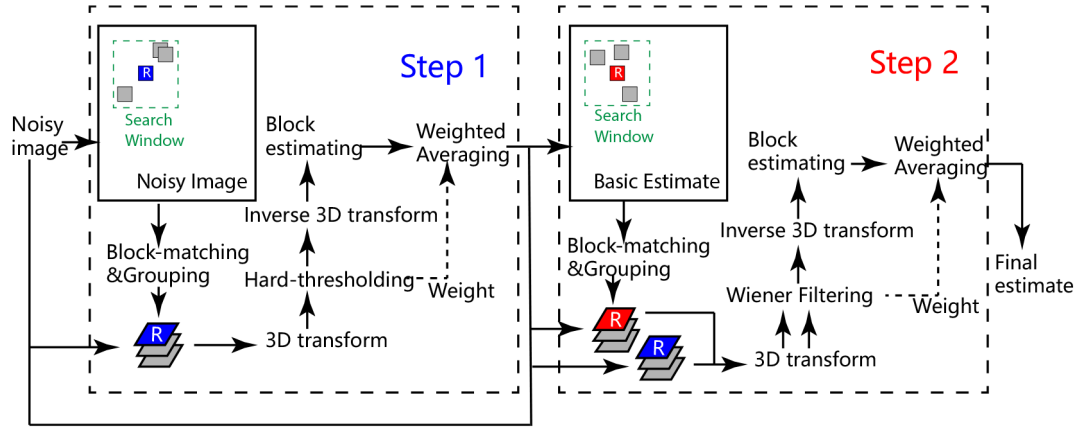 Step 1
Step 2
R
R
Search
Window
Search
Window
Noisy
image
Noisy Image
Block
estimating
Weighted
Averaging
Basic Estimate
Block
estimating
Weighted
Averaging
Inverse 3D transform
Inverse 3D transform
Block-matching
&Grouping
Block-matching
&Grouping
Hard-thresholding
Weight
Wiener Filtering
Weight
Final
estimate
R
3D transform
R
R
3D transform